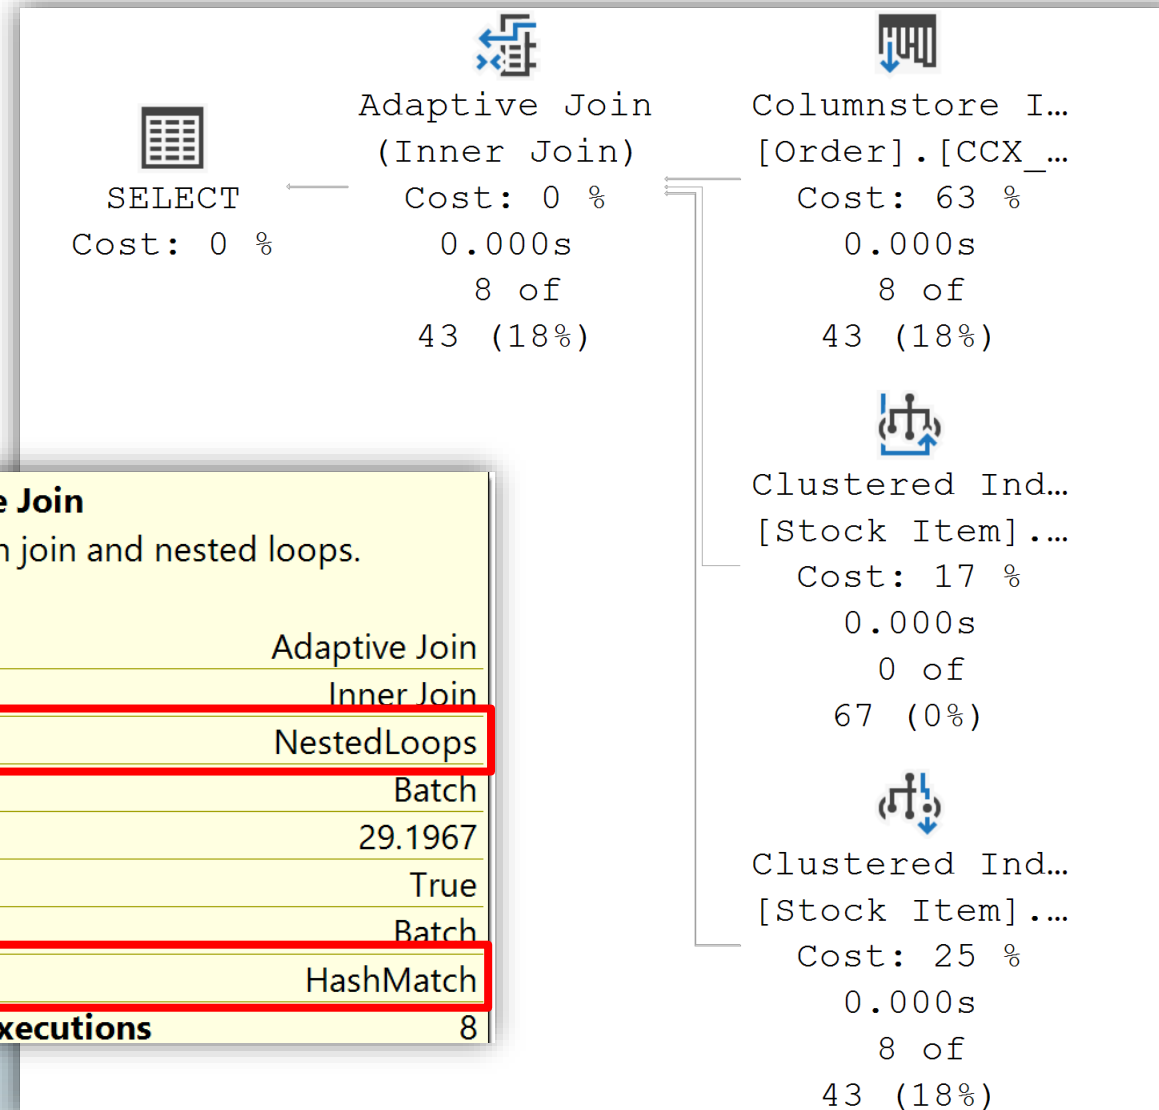 SELECT
Cost: 0 %
Adaptive Join
(Inner Join)
Cost: 0 %
0.000s
8 of
43 (18%)
Columnstore I…
[Order].[CCX_…
Cost: 63 %
0.000s
8 of
43 (18%)
Clustered Ind…
[Stock Item].…
Cost: 17 %
0.000s
0 of
67 (0%)
Clustered Ind…
[Stock Item].…
Cost: 25 %
0.000s
8 of
43 (18%)
e Join
join and nested loops.
Adaptive Join
Inner Join
NestedLoops
Batch
29.1967
True
Batch
HashMatch
xecutions 8